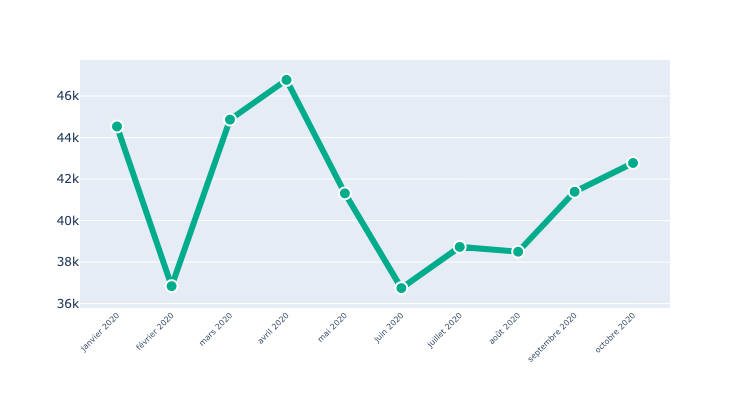 46k
44k
42k
40k
38k
36k
janvier 2020
février 2020
mars 2020
avril 2020
mai 2020
juin 2020
juillet 2020
août 2020
septembre 2020
octobre 2020